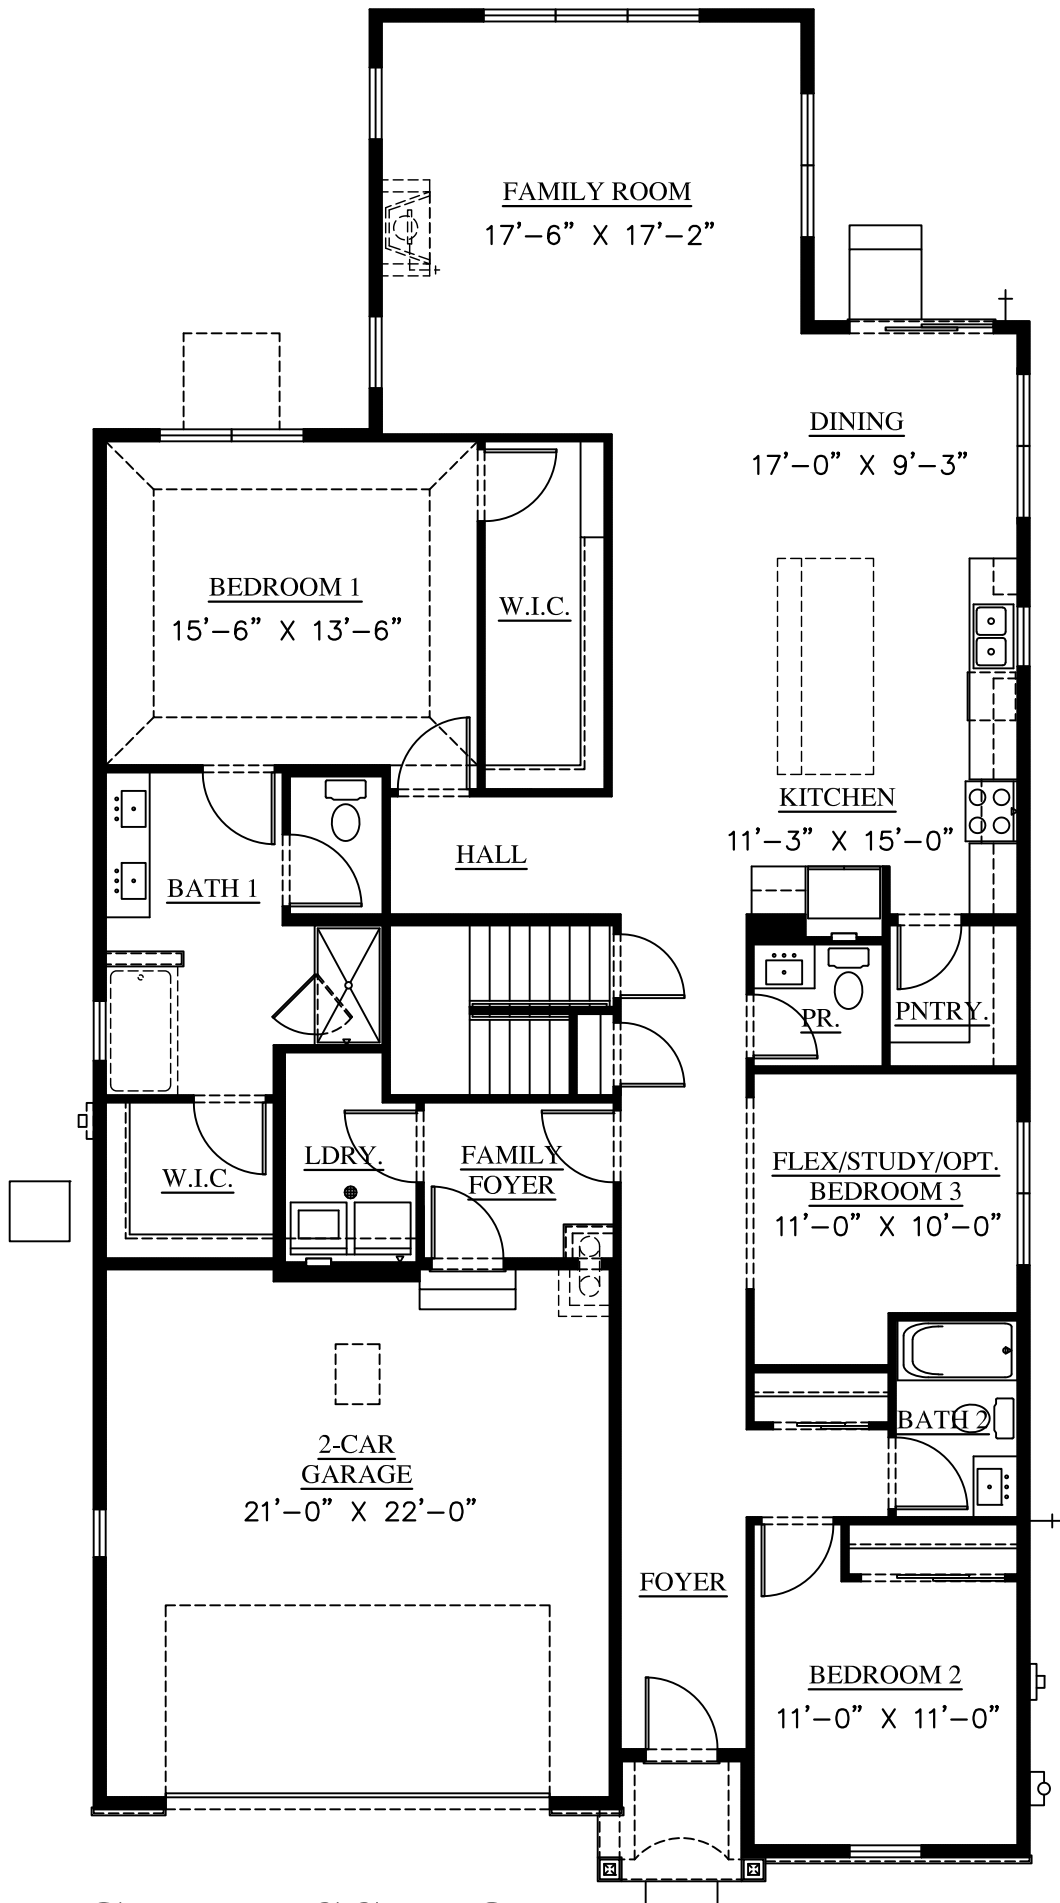 FAMILY ROOM
17'-6" X 17'-2"
DINING
17'-0" X 9'-3"
BEDROOM 1
15'-6" X 13'-6"
W.I.C.
KITCHEN
11'-3" X 15'-0"
HALL
BATH 1
PR.
PNTRY.
LDRY.
FAMILY
FOYER
W.I.C.
FLEX/STUDY/OPT.
BEDROOM 3
11'-0" X 10'-0"
BATH 2
2-CAR
GARAGE
21'-0" X 22'-0"
FOYER
BEDROOM 2
11'-0" X 11'-0"